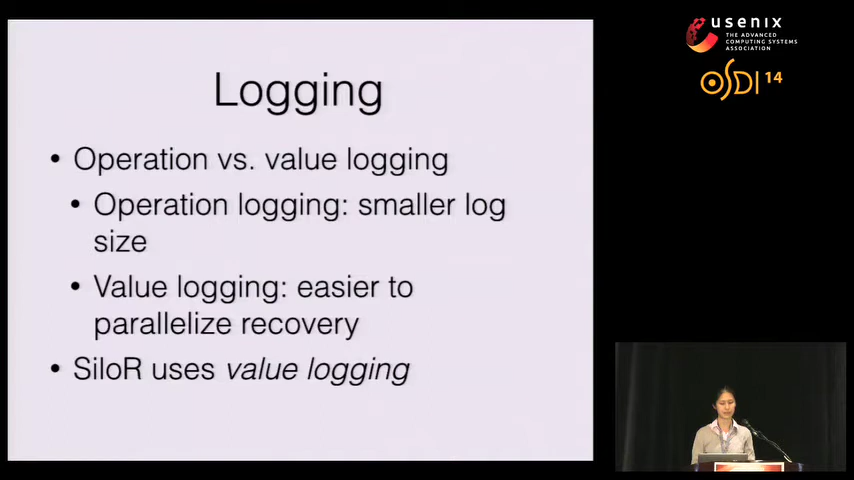 usenix
THE ADVANCED
COMPUTING SYSTEMS
ASSOCIATION
OSDI 14
Logging
• Operation vs. value logging
• Operation logging: smaller log
size
• Value logging: easier to
parallelize recovery
• SiloR uses value logging